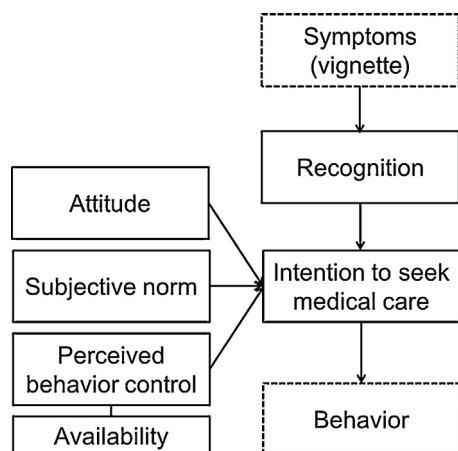 Symptoms
(vignette)
Recognition
Attitude
Subjective norm
Intention to seek
medical care
Perceived
behavior control
Availability
Behavior